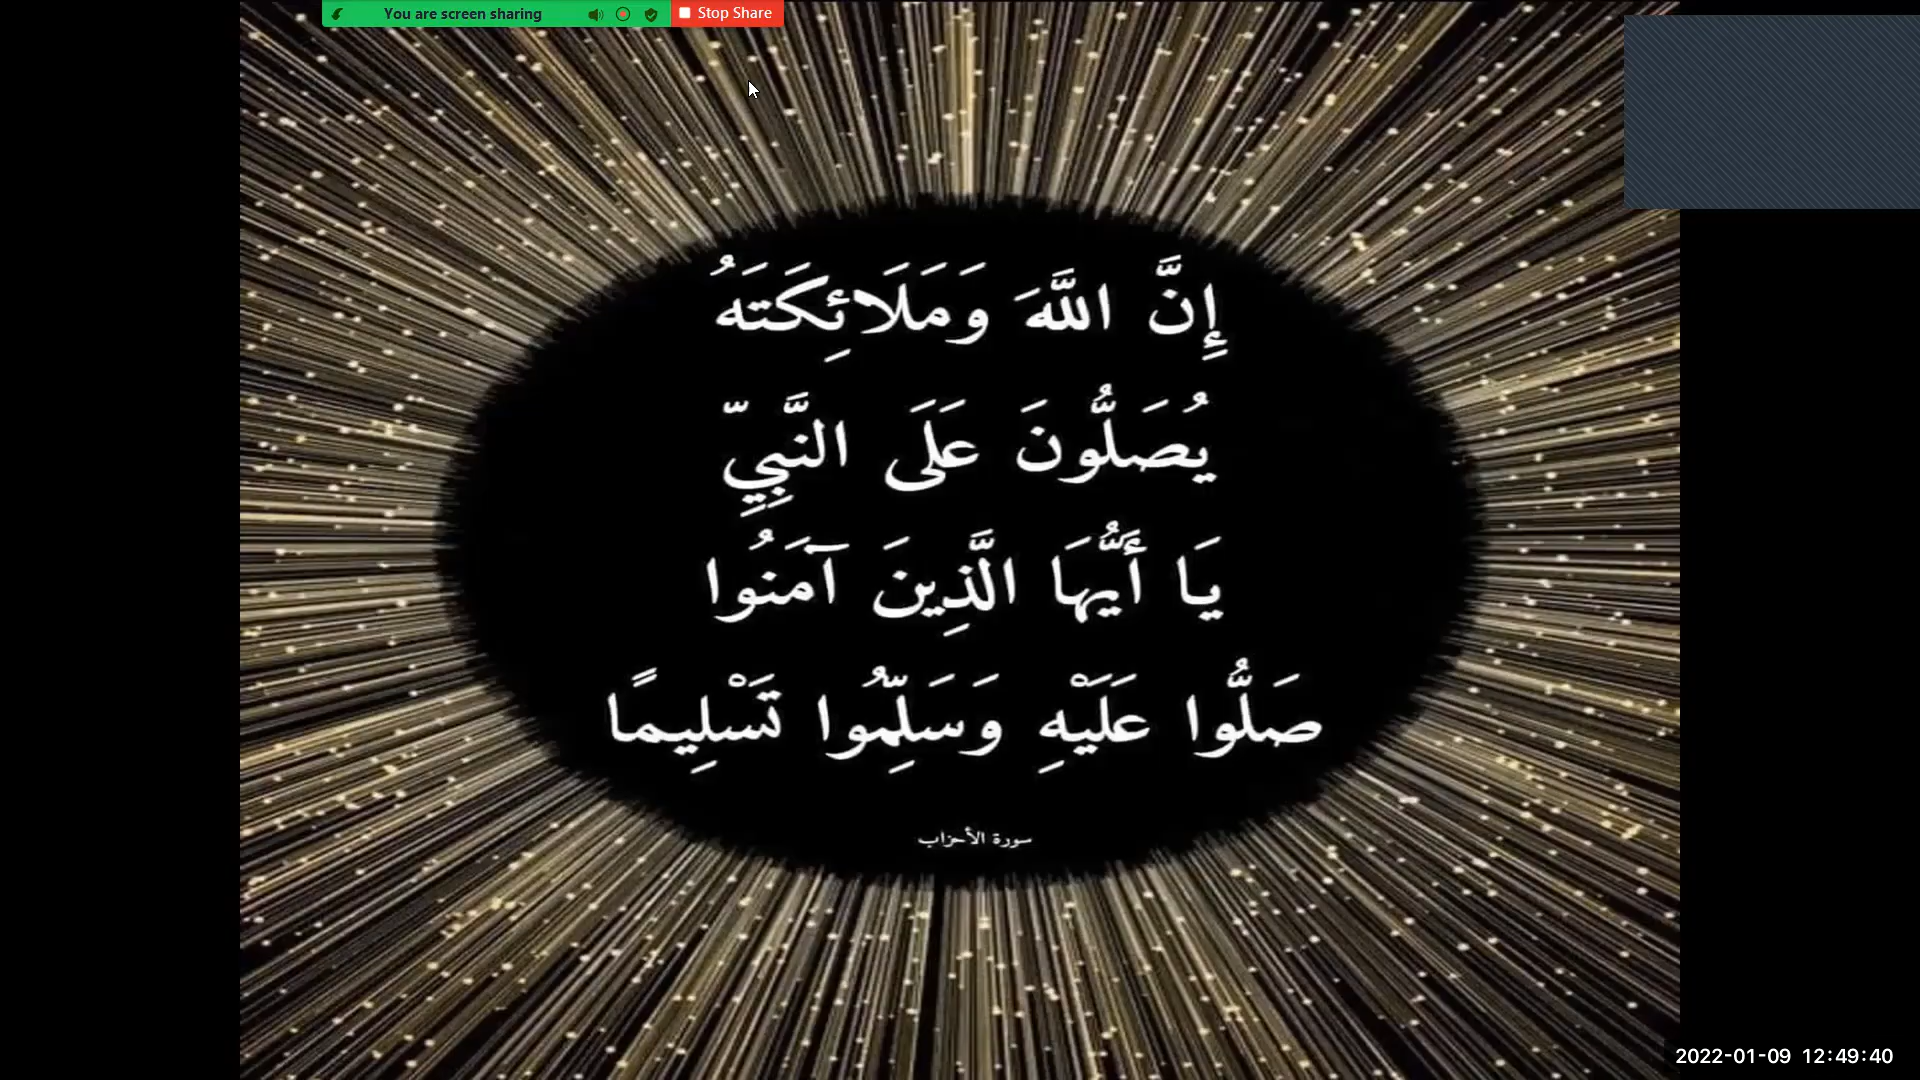 You are screen sharing
Stop Share
إِنَّ اللَّهَ وَمَلَائِكَتَهُ
يُصَلُّونَ عَلَى النَّبِيِّ
يَا أَيُّهَا الَّذِينَ آمَنُوا
صَلُّوا عَلَيْهِ وَسَلِّمُوا تَسْلِيمًا
سورة الأحزاب
2022-01-09 12:49:40